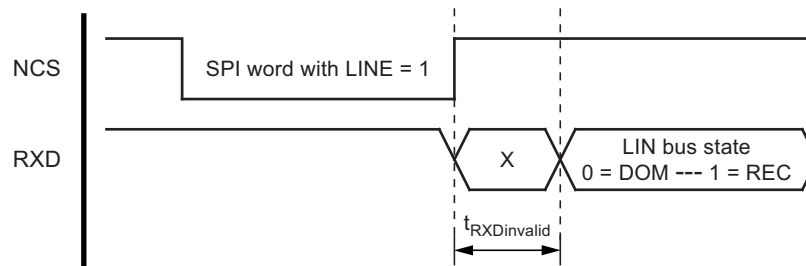 NCS
SPI word with LINE = 1
RXD
X
LIN bus state
0 = DOM --- 1 = REC
tRXDinvalid